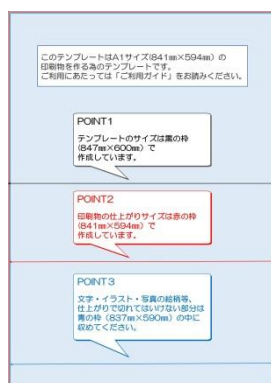 このテンプレートはA1サイズ(841㎜×594㎜) の
印刷物を作る為のテンプレートです。
ご利用にあたっては「ご利用ガイド」をお読みください。
POINT1
テンプレートのサイズは黒の枠
(847㎜×600㎜) で
作成しています。
POINT2
印刷物の仕上がりサイズは赤の枠
(841㎜×594㎜) で
作成しています。
POINT3
文字・イラスト・写真の絵柄等、
仕上がりで切れてはいけない部分は
青の枠 (837㎜×590㎜) の中に
収めてください。